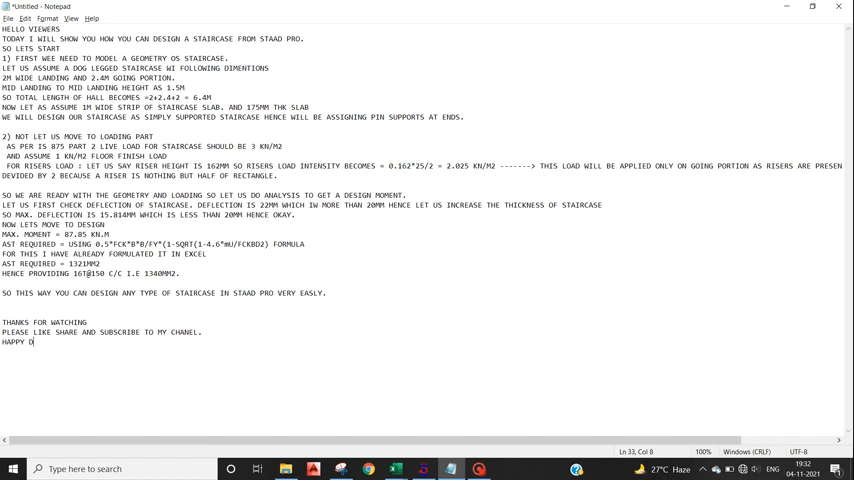 *Untitled - Notepad
File Edit Format View Help
HELLO VIEWERS
TODAY I WILL SHOW YOU HOW YOU CAN DESIGN A STAIRCASE FROM STAAD PRO.
SO LETS START
1) FIRST WEE NEED TO MODEL A GEOMETRY OS STAIRCASE.
LET US ASSUME A DOG LEGGED STAIRCASE WI FOLLOWING DIMENTIONS
2M WIDE LANDING AND 2.4M GOING PORTION.
MID LANDING TO MID LANDING HEIGHT AS 1.5M
SO TOTAL LENGTH OF HALL BECOMES =2+2.4+2 = 6.4M
NOW LET AS ASSUME 1M WIDE STRIP OF STAIRCASE SLAB. AND 175MM THK SLAB
WE WILL DESIGN OUR STAIRCASE AS SIMPLY SUPPORTED STAIRCASE HENCE WILL BE ASSIGNING PIN SUPPORTS AT ENDS.
2) NOT LET US MOVE TO LOADING PART
AS PER IS 875 PART 2 LIVE LOAD FOR STAIRCASE SHOULD BE 3 KN/M2
AND ASSUME 1 KN/M2 FLOOR FINISH LOAD
FOR RISERS LOAD : LET US SAY RISER HEIGHT IS 162MM SO RISERS LOAD INTENSITY BECOMES = 0.162*25/2 = 2.025 KN/M2 -------> THIS LOAD WILL BE APPLIED ONLY ON GOING PORTION AS RISERS ARE PRESEN
DEVIDED BY 2 BECAUSE A RISER IS NOTHING BUT HALF OF RECTANGLE.
SO WE ARE READY WITH THE GEOMETRY AND LOADING SO LET US DO ANALYSIS TO GET A DESIGN MOMENT.
LET US FIRST CHECK DEFLECTION OF STAIRCASE. DEFLECTION IS 22MM WHICH IW MORE THAN 20MM HENCE LET US INCREASE THE THICKNESS OF STAIRCASE
SO MAX. DEFLECTION IS 15.814MM WHICH IS LESS THAN 20MM HENCE OKAY.
NOW LETS MOVE TO DESIGN
MAX. MOMENT = 87.85 KN.M
AST REQUIRED = USING 0.5*FCK*B*B/FY*(1-SQRT(1-4.6*mU/FCKBD2) FORMULA
FOR THIS I HAVE ALREADY FORMULATED IT IN EXCEL
AST REQUIRED = 1321MM2
HENCE PROVIDING 16T@150 C/C I.E 1340MM2.
SO THIS WAY YOU CAN DESIGN ANY TYPE OF STAIRCASE IN STAAD PRO VERY EASLY.
THANKS FOR WATCHING
PLEASE LIKE SHARE AND SUBSCRIBE TO MY CHANEL.
HAPPY D
Ln 33, Col 8 100% Windows (CRLF) UTF-8
Type here to search 27°C Haze ENG 19:32
04-11-2021